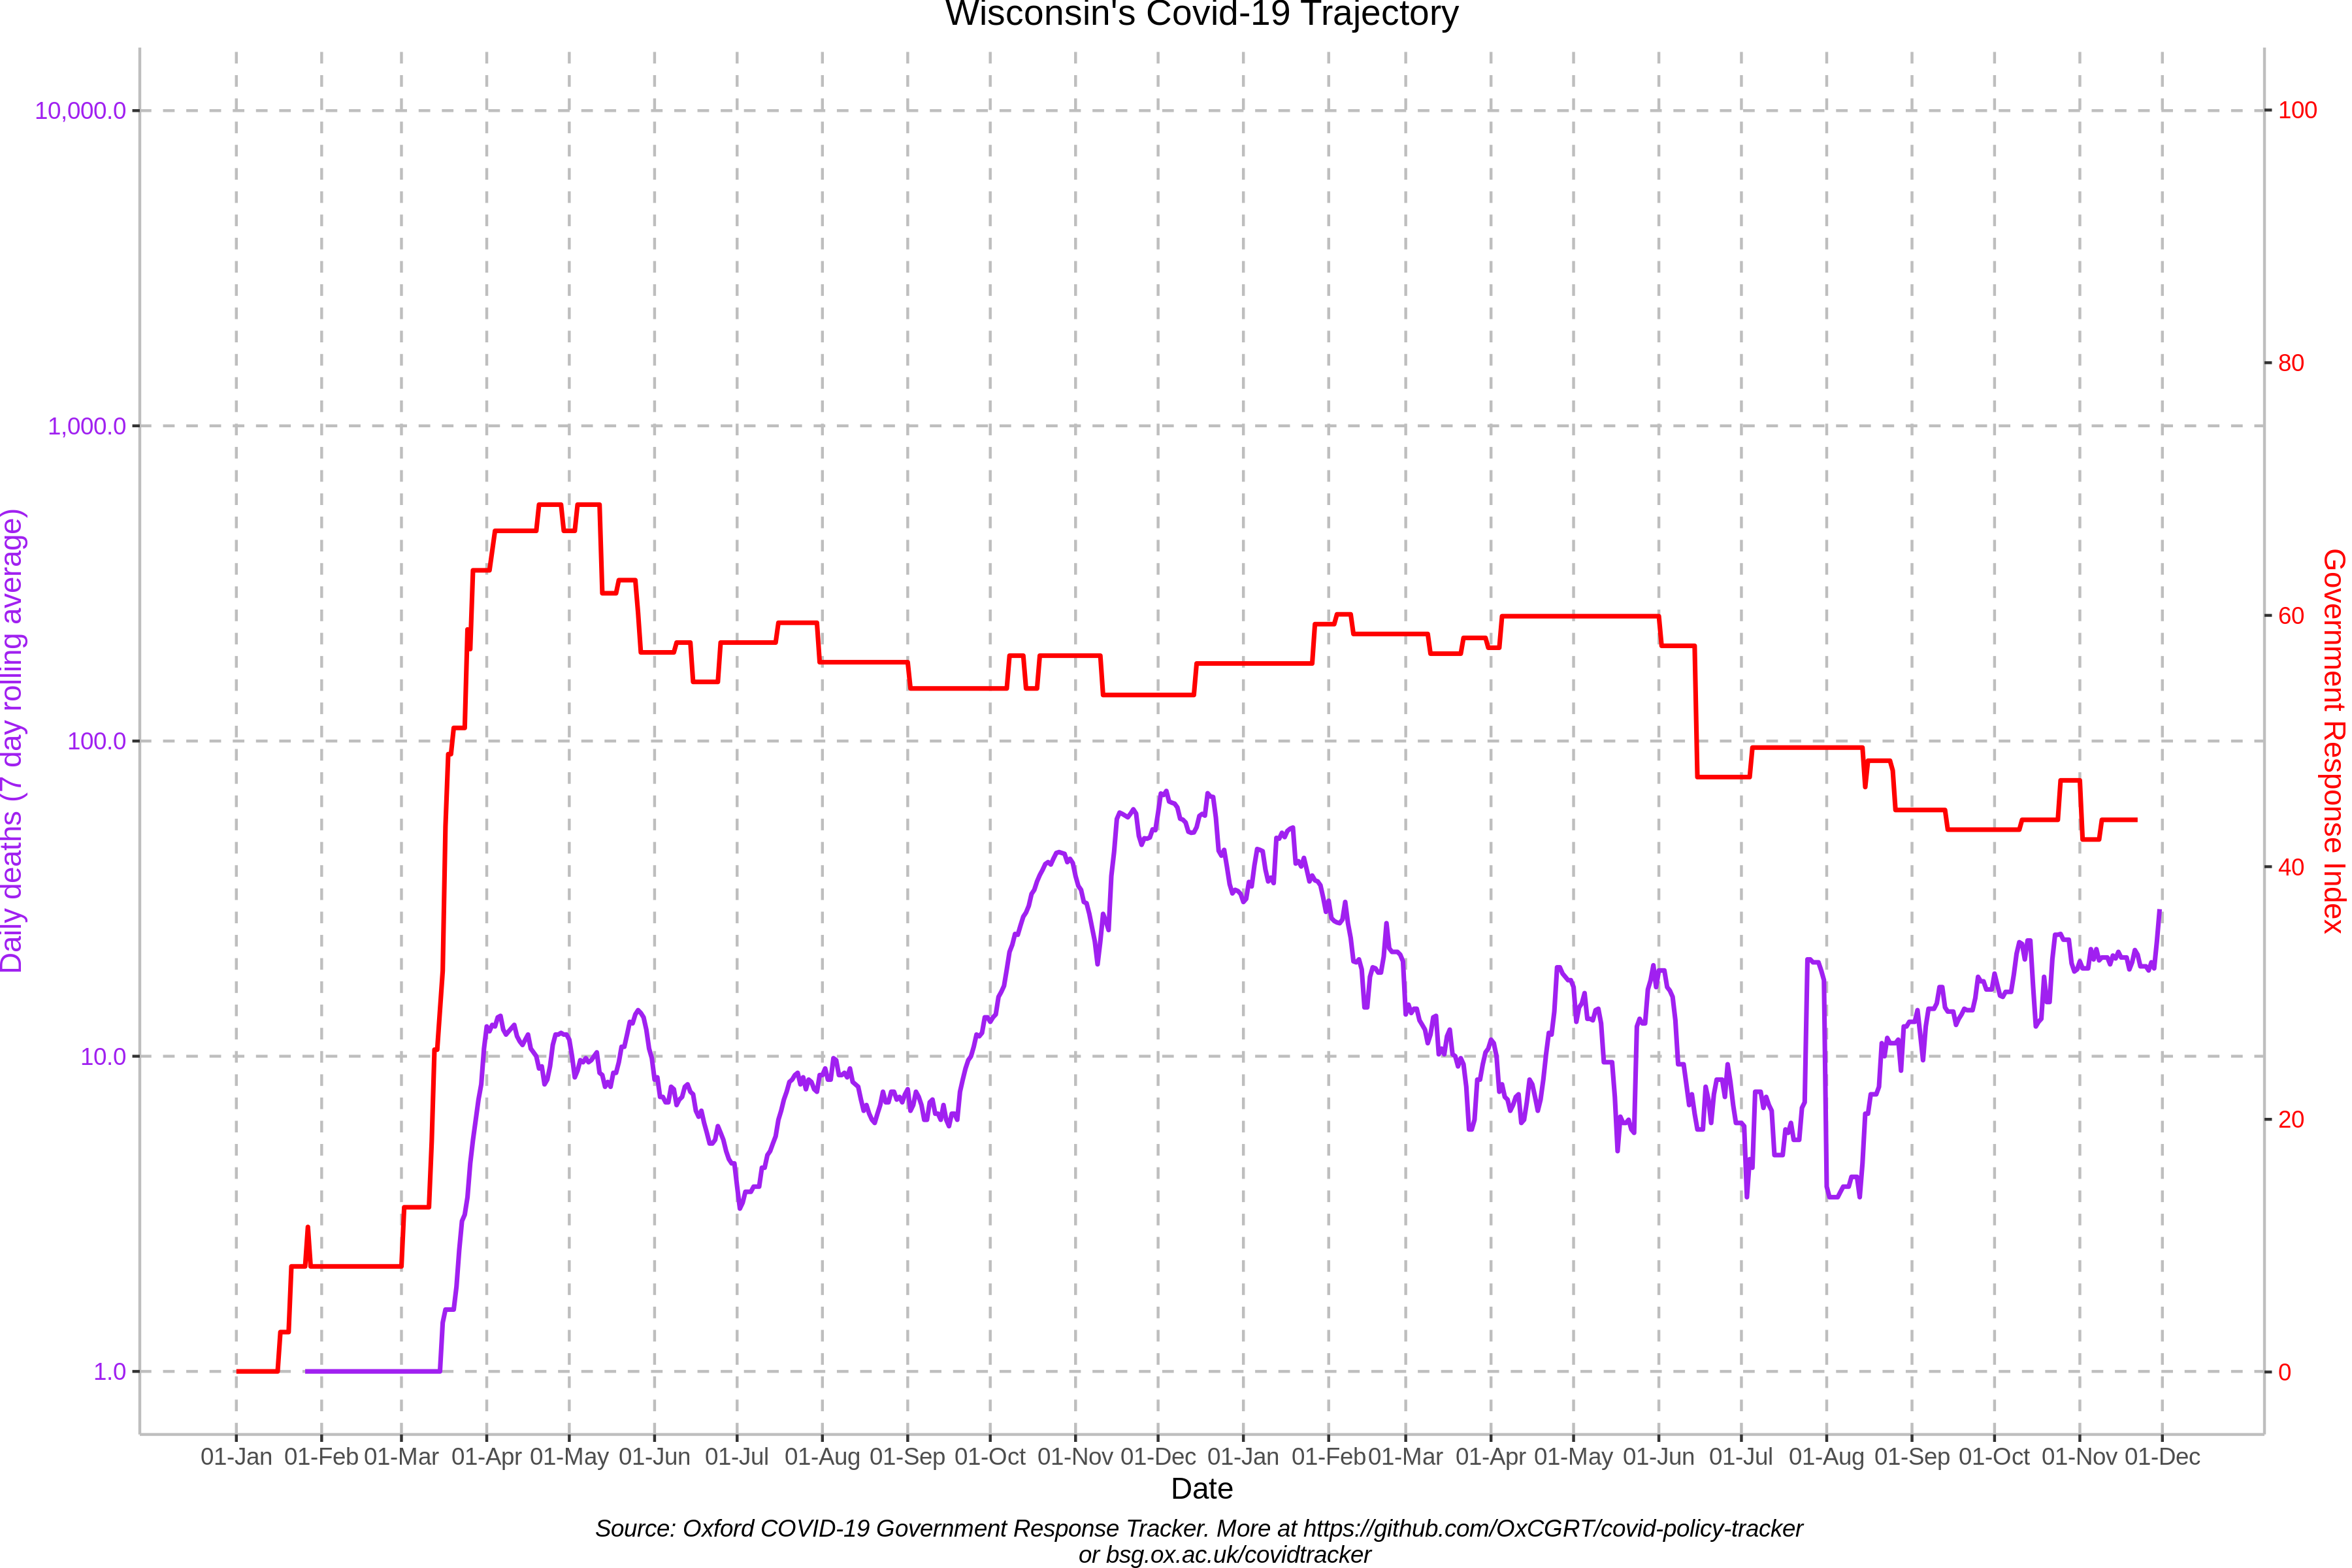 Wisconsin's Covid-19 Trajectory
10,000.0
1,000.0
100.0
10.0
1.0
Daily deaths (7 day rolling average)
100
80
60
40
20
0
Government Response Index
01-Jan 01-Feb 01-Mar 01-Apr 01-May 01-Jun 01-Jul 01-Aug 01-Sep 01-Oct 01-Nov 01-Dec 01-Jan 01-Feb 01-Mar 01-Apr 01-May 01-Jun 01-Jul 01-Aug 01-Sep 01-Oct 01-Nov 01-Dec
Date
Source: Oxford COVID-19 Government Response Tracker. More at https://github.com/OxCGRT/covid-policy-tracker
or bsg.ox.ac.uk/covidtracker